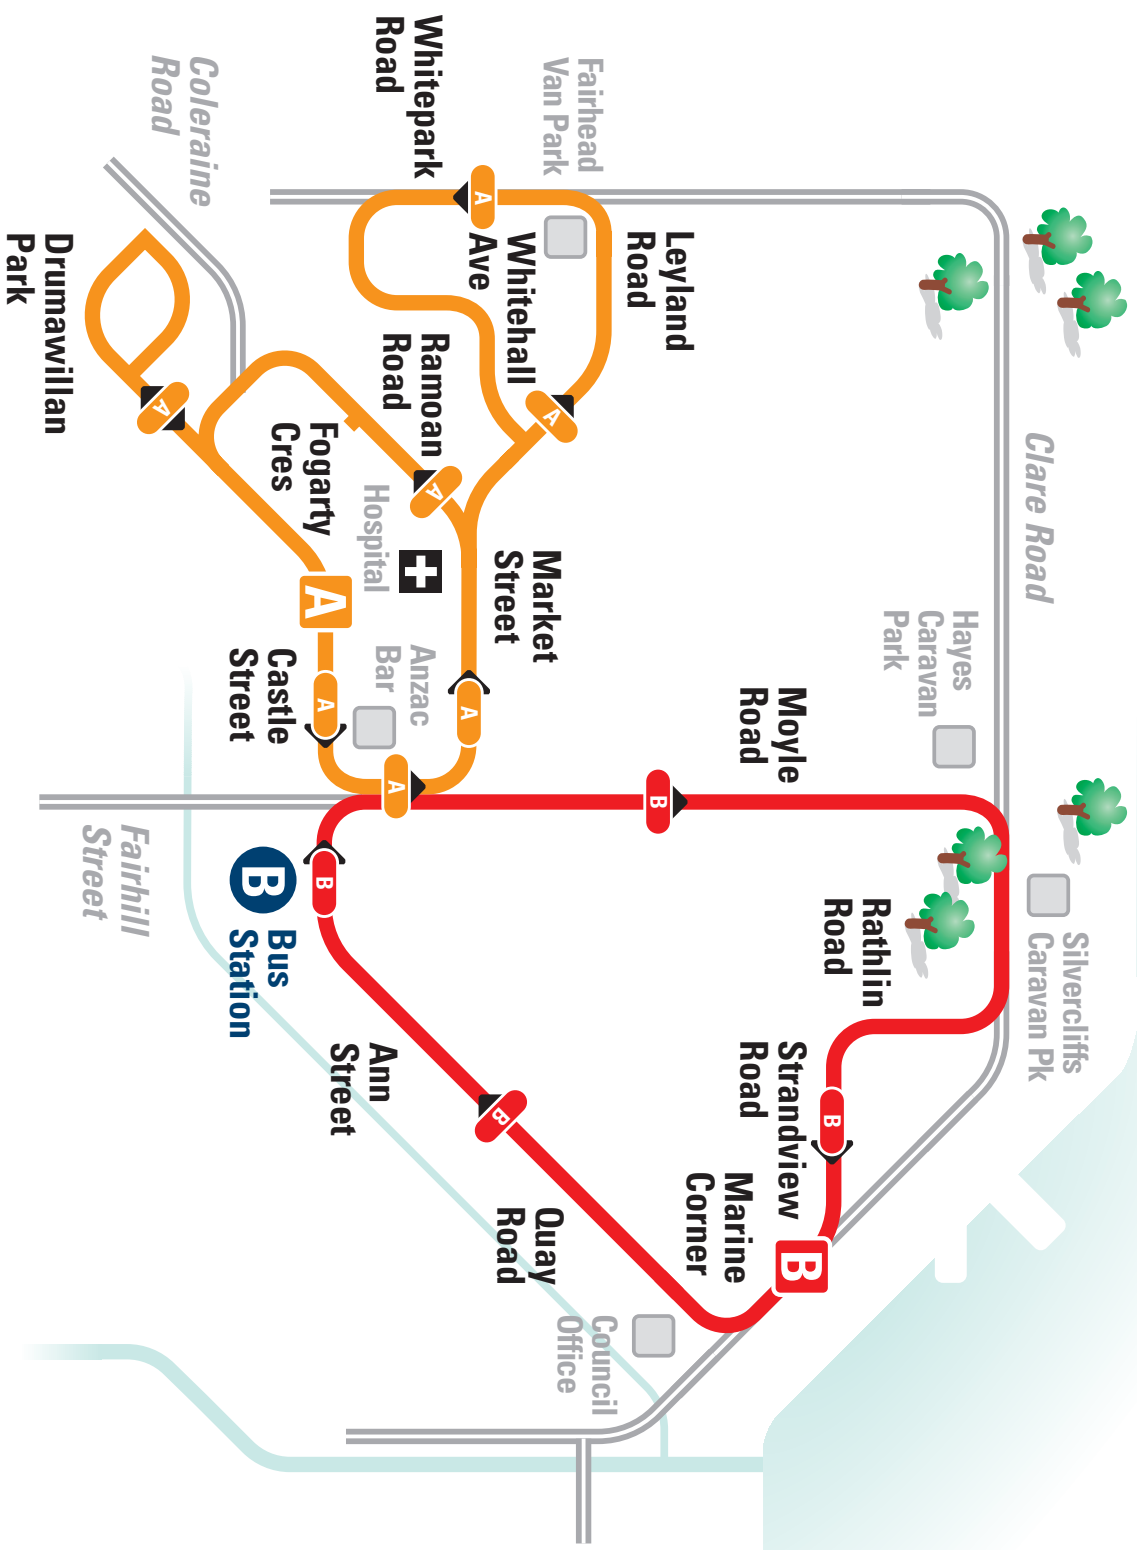 Clare Road
Silvercliffs
Caravan Pk
Hayes
Caravan
Park
Rathlin
Road
Moyle
Road
Strandview
Road
B
B
B
Marine
Corner
Leyland
Road
Fairhead
Van Park
Whitehall
Ave
A
A
Whitepark
Road
Market
Street
Council
Office
Quay
Road
B
A
Ramoan
Road
A
Hospital
Anzac
Bar
A
Fogarty
Cres
A
A
B
Ann
Street
Castle
Street
B
Bus
Station
Coleraine
Road
A
Fairhill
Street
Drumawillan
Park